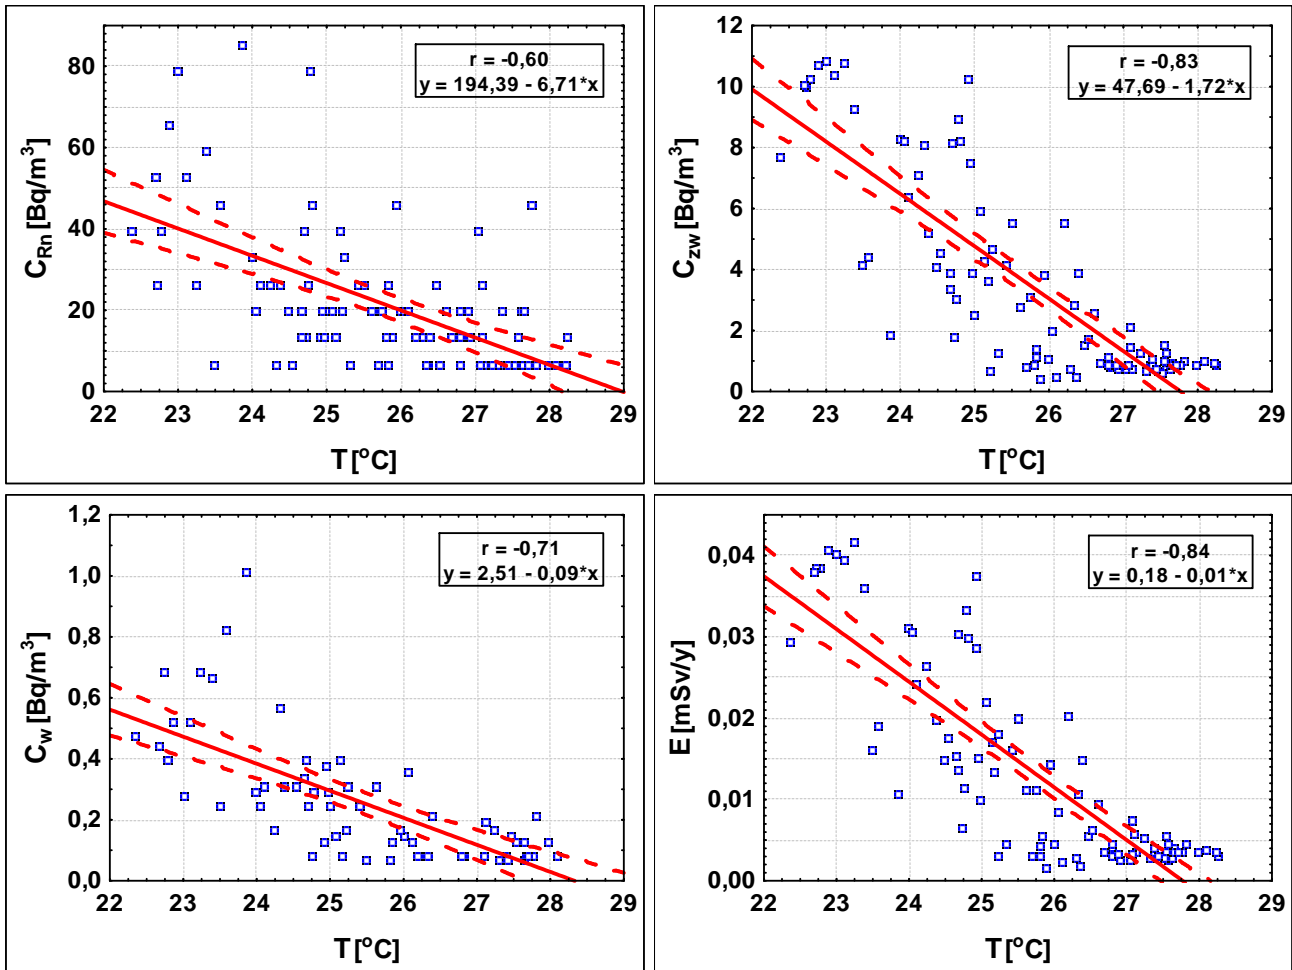 80
60
40
20
0
C_Rn [Bq/m³]
r = -0,60
y = 194,39 - 6,71*x
22 23 24 25 26 27 28 29
T [°C]
12
10
8
6
4
2
0
C_zw [Bq/m³]
r = -0,83
y = 47,69 - 1,72*x
22 23 24 25 26 27 28 29
T [°C]
1,2
1,0
0,8
0,6
0,4
0,2
0,0
C_w [Bq/m³]
r = -0,71
y = 2,51 - 0,09*x
22 23 24 25 26 27 28 29
T [°C]
0,04
0,03
0,02
0,01
0,00
E [mSv/y]
r = -0,84
y = 0,18 - 0,01*x
22 23 24 25 26 27 28 29
T [°C]